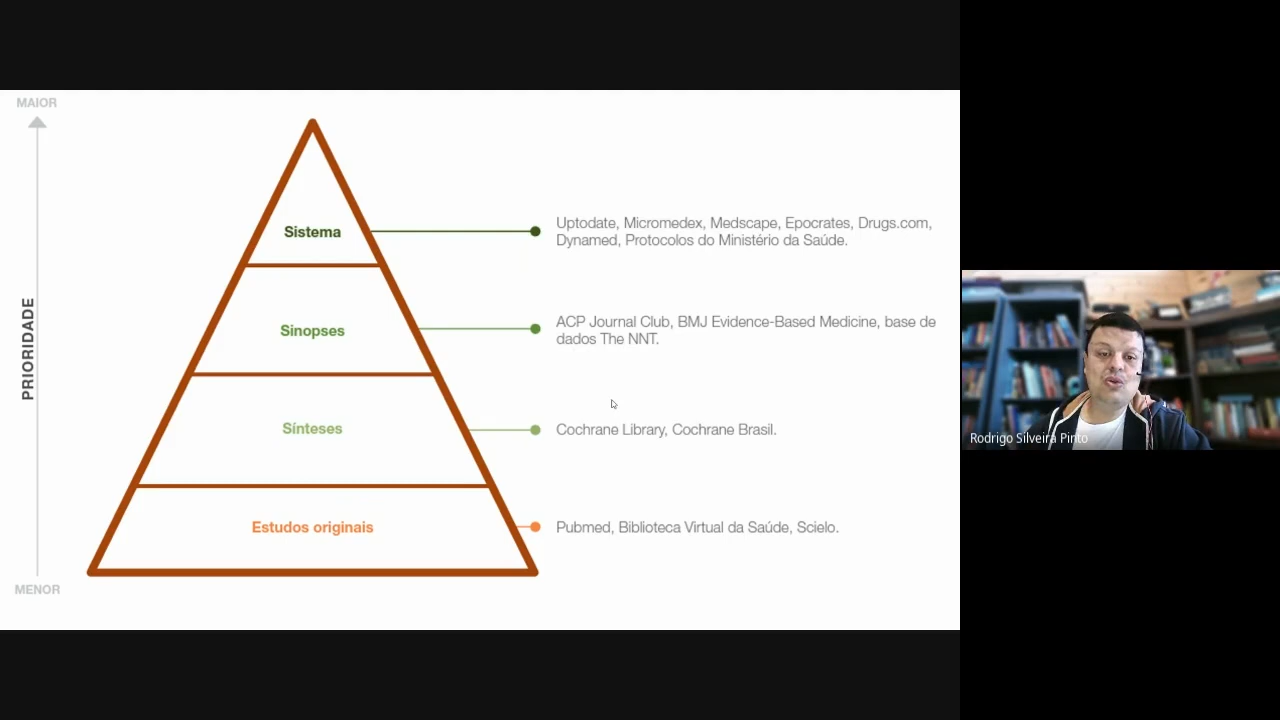 MAIOR
PRIORIDADE
MENOR
Sistema
Uptodate, Micromedex, Medscape, Epocrates, Drugs.com,
Dynamed, Protocolos do Ministério da Saúde.
Sinopses
ACP Journal Club, BMJ Evidence-Based Medicine, base de
dados The NNT.
Sínteses
Cochrane Library, Cochrane Brasil.
Estudos originais
Pubmed, Biblioteca Virtual da Saúde, Scielo.
Rodrigo Silveira Pinto